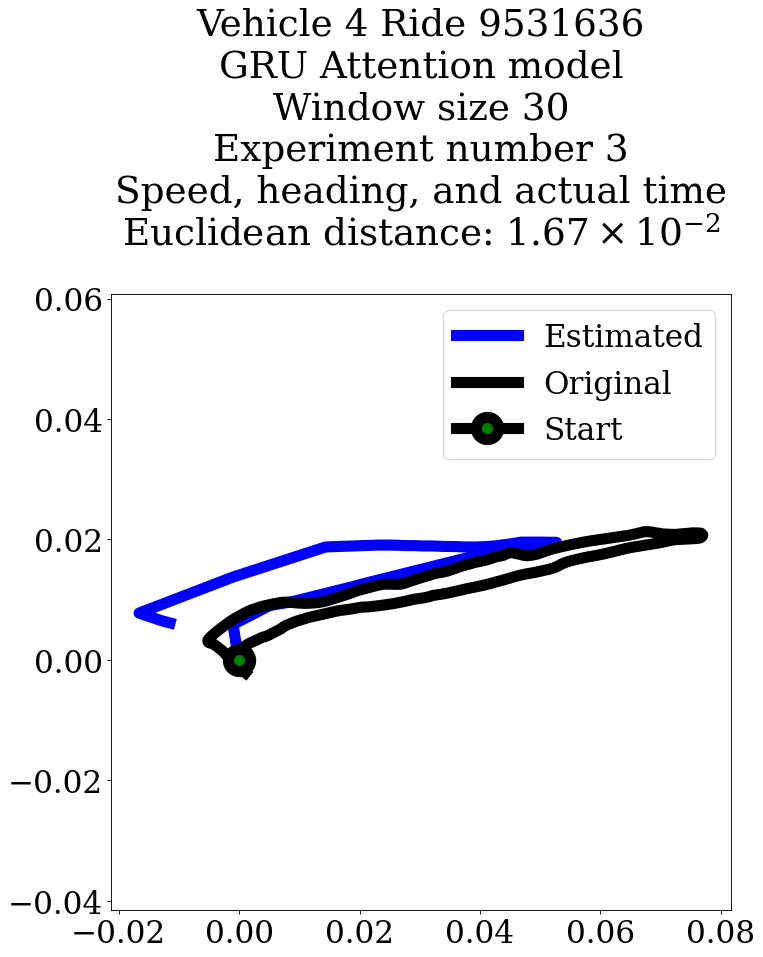 Vehicle 4 Ride 9531636
GRU Attention model
Window size 30
Experiment number 3
Speed, heading, and actual time
Euclidean distance: 1.67 × 10⁻²
Estimated
Original
Start
0.06
0.04
0.02
0.00
−0.02
−0.04
−0.02 0.00 0.02 0.04 0.06 0.08